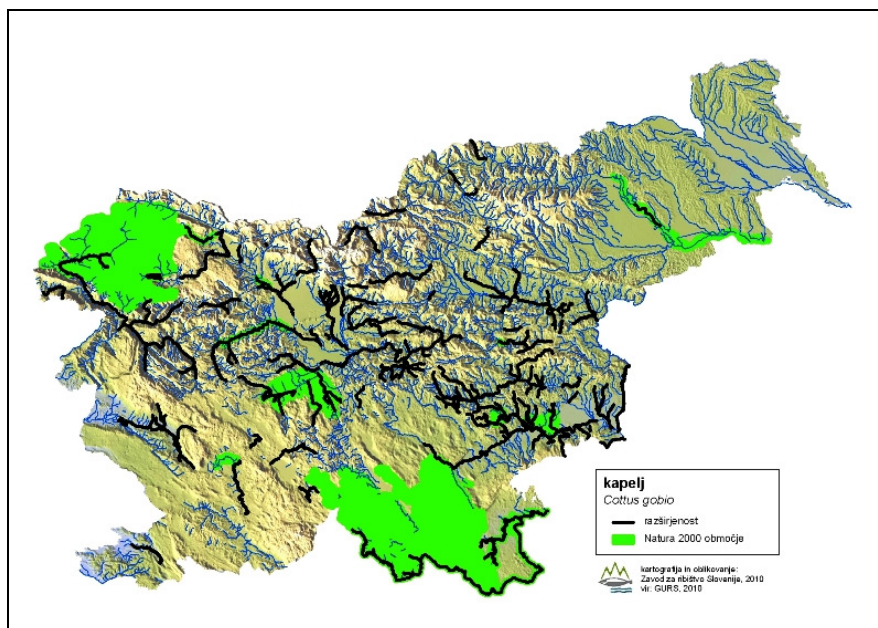 kapelj
Cottus gobio
razširjenost
Natura 2000 območje
kartografija in oblikovanje:
Zavod za ribištvo Slovenije, 2010
vir: GURS, 2010